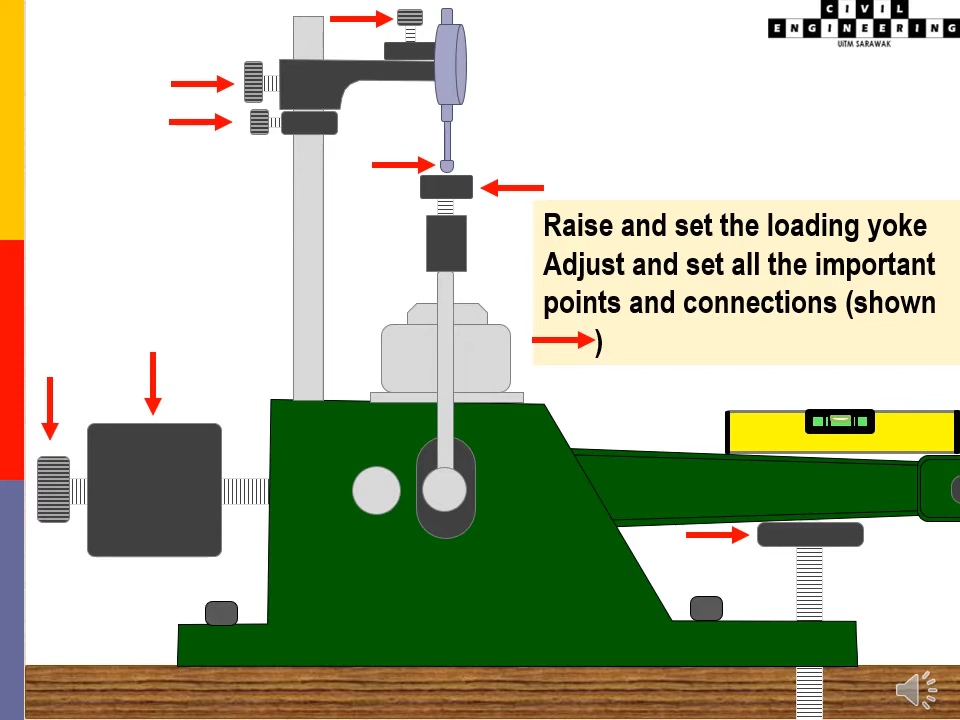 CIVIL
ENGINEERING
UiTM SARAWAK
Raise and set the loading yoke
Adjust and set all the important
points and connections (shown
)